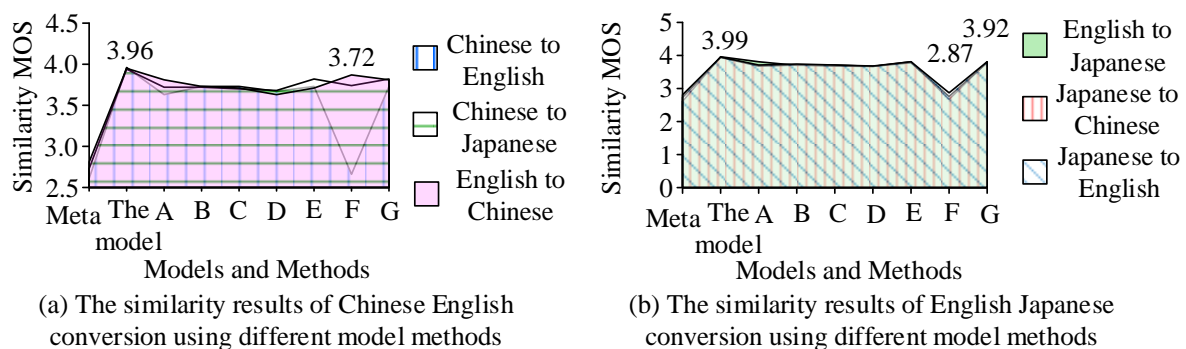 Similarity MOS
4.5
4.0
3.5
3.0
2.5
3.96
3.72
Meta The model A B C D E F G
Models and Methods
Chinese to
English
Chinese to
Japanese
English to
Chinese
(a) The similarity results of Chinese English
conversion using different model methods
Similarity MOS
5
4
3
2
1
0
3.99
2.87
3.92
Meta The model A B C D E F G
Models and Methods
English to
Japanese
Japanese to
Chinese
Japanese to
English
(b) The similarity results of English Japanese
conversion using different model methods